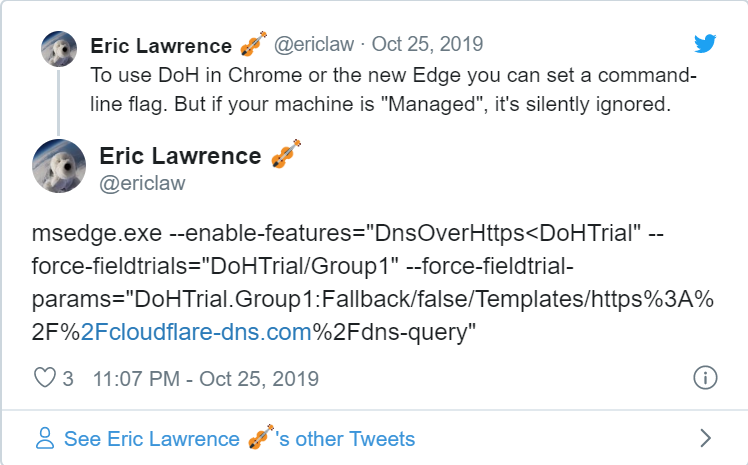 Eric Lawrence 🎻 @ericlaw · Oct 25, 2019
To use DoH in Chrome or the new Edge you can set a command-
line flag. But if your machine is "Managed", it's silently ignored.
Eric Lawrence 🎻
@ericlaw
msedge.exe --enable-features="DnsOverHttps<DoHTrial" --
force-fieldtrials="DoHTrial/Group1" --force-fieldtrial-
params="DoHTrial.Group1:Fallback/false/Templates/https%3A%
2F%2Fcloudflare-dns.com%2Fdns-query"
3 11:07 PM - Oct 25, 2019
See Eric Lawrence 🎻's other Tweets